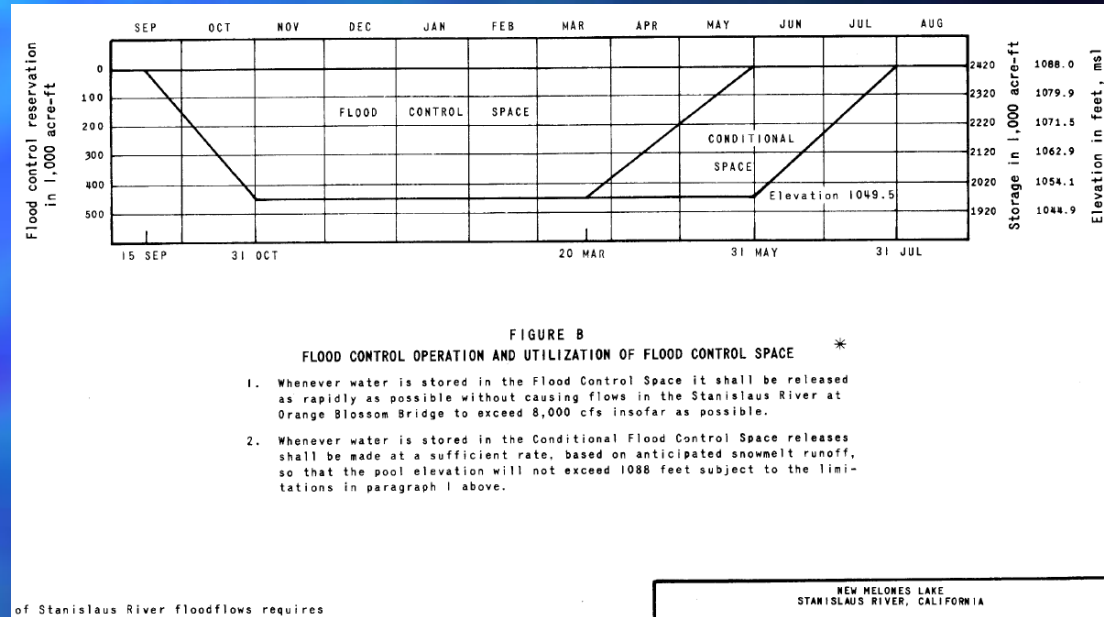 SEP OCT NOV DEC JAN FEB MAR APR MAY JUN JUL AUG
Flood control reservation
in 1,000 acre-ft
0
100
200
300
400
500
FLOOD CONTROL SPACE
CONDITIONAL
SPACE
Elevation 1049.5
2420 1088.0
2320 1079.9
2220 1071.5
2120 1062.9
2020 1054.1
1920 1044.9
Storage in 1,000 acre-ft
Elevation in feet, msl
15 SEP 31 OCT 20 MAR 31 MAY 31 JUL
FIGURE B
FLOOD CONTROL OPERATION AND UTILIZATION OF FLOOD CONTROL SPACE *
1. Whenever water is stored in the Flood Control Space it shall be released
as rapidly as possible without causing flows in the Stanislaus River at
Orange Blossom Bridge to exceed 8,000 cfs insofar as possible.
2. Whenever water is stored in the Conditional Flood Control Space releases
shall be made at a sufficient rate, based on anticipated snowmelt runoff,
so that the pool elevation will not exceed 1088 feet subject to the limi-
tations in paragraph 1 above.
of Stanislaus River floodflows requires
NEW MELONES LAKE
STANISLAUS RIVER, CALIFORNIA